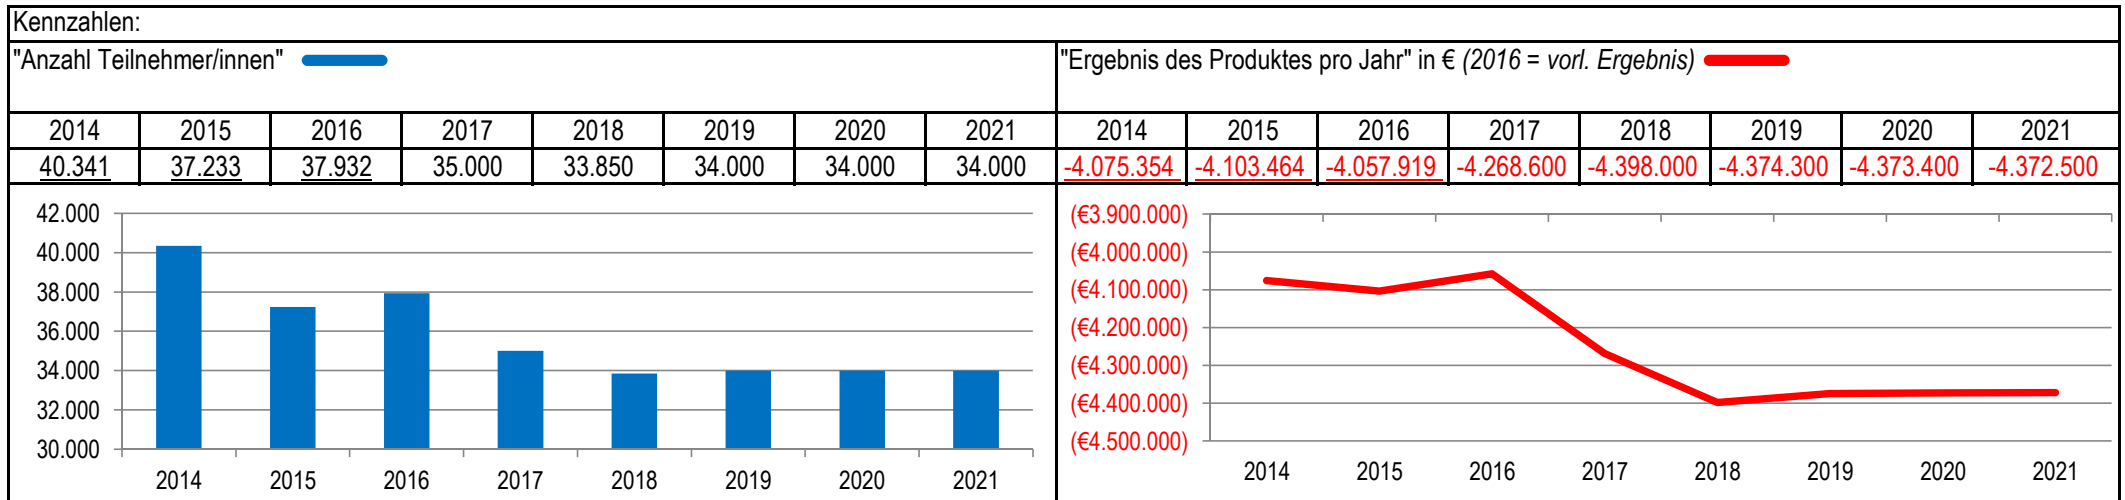 Kennzahlen:
"Anzahl Teilnehmer/innen"
"Ergebnis des Produktes pro Jahr" in € (2016 = vorl. Ergebnis)
2014 2015 2016 2017 2018 2019 2020 2021 2014 2015 2016 2017 2018 2019 2020 2021
40.341 37.233 37.932 35.000 33.850 34.000 34.000 34.000 -4.075.354 -4.103.464 -4.057.919 -4.268.600 -4.398.000 -4.374.300 -4.373.400 -4.372.500
42.000
40.000
38.000
36.000
34.000
32.000
30.000
2014 2015 2016 2017 2018 2019 2020 2021
(€3.900.000)
(€4.000.000)
(€4.100.000)
(€4.200.000)
(€4.300.000)
(€4.400.000)
(€4.500.000)
2014 2015 2016 2017 2018 2019 2020 2021